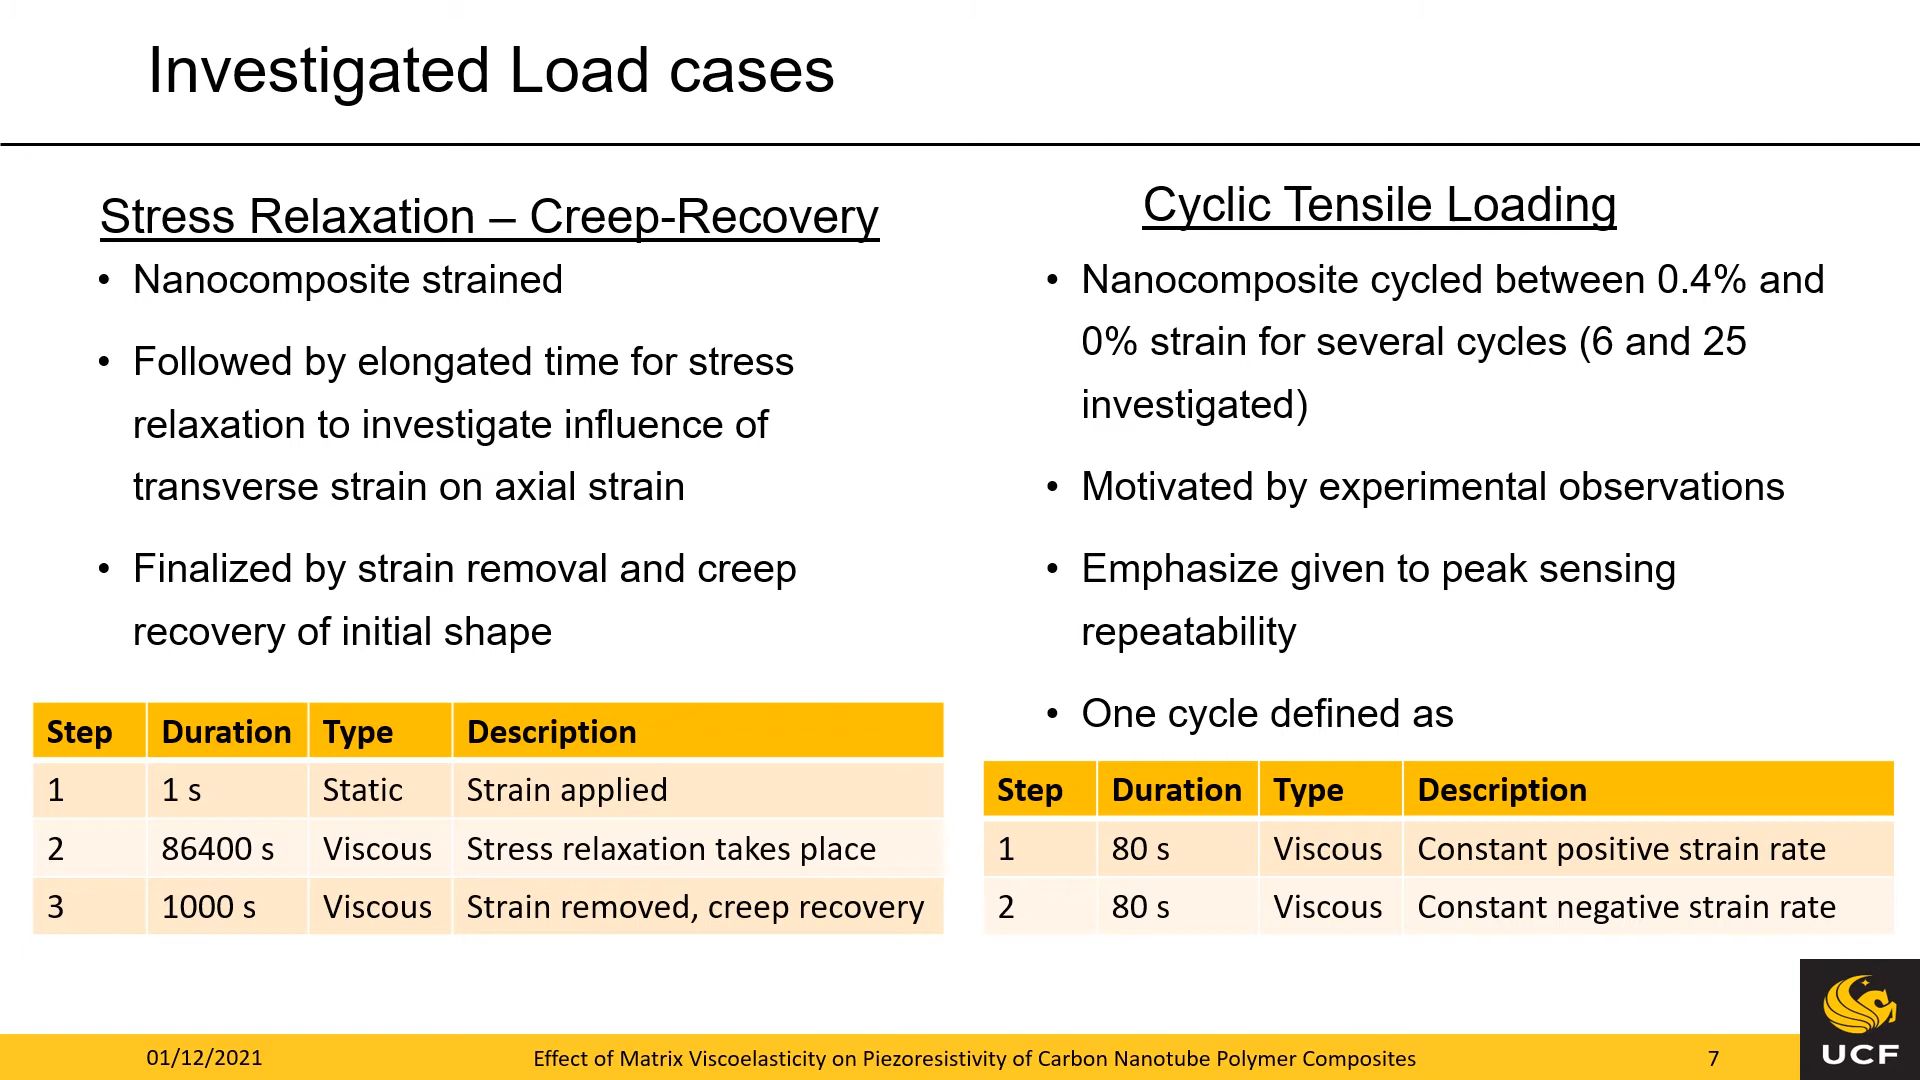 Investigated Load cases
Stress Relaxation – Creep-Recovery
• Nanocomposite strained
• Followed by elongated time for stress
relaxation to investigate influence of
transverse strain on axial strain
• Finalized by strain removal and creep
recovery of initial shape
Step Duration Type Description
1 1 s Static Strain applied
2 86400 s Viscous Stress relaxation takes place
3 1000 s Viscous Strain removed, creep recovery
Cyclic Tensile Loading
• Nanocomposite cycled between 0.4% and
0% strain for several cycles (6 and 25
investigated)
• Motivated by experimental observations
• Emphasize given to peak sensing
repeatability
• One cycle defined as
Step Duration Type Description
1 80 s Viscous Constant positive strain rate
2 80 s Viscous Constant negative strain rate
01/12/2021 Effect of Matrix Viscoelasticity on Piezoresistivity of Carbon Nanotube Polymer Composites 7
UCF